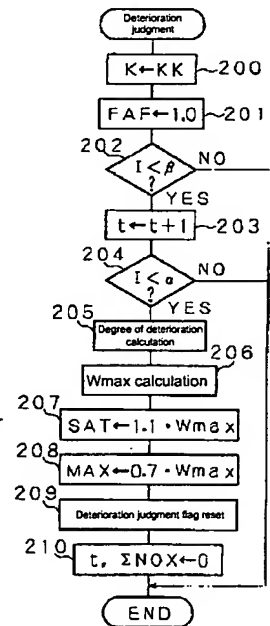 Deterioration
judgment
K←KK
200
FAF←1.0
201
202
I<β
?
NO
YES
t←t+1
203
204
I<α
?
NO
YES
205
Degree of deterioration
calculation
206
Wmax calculation
207
SAT←1.1・Wmax
208
MAX←0.7・Wmax
209
Deterioration judgment flag reset
210
t, ΣNOX←0
END